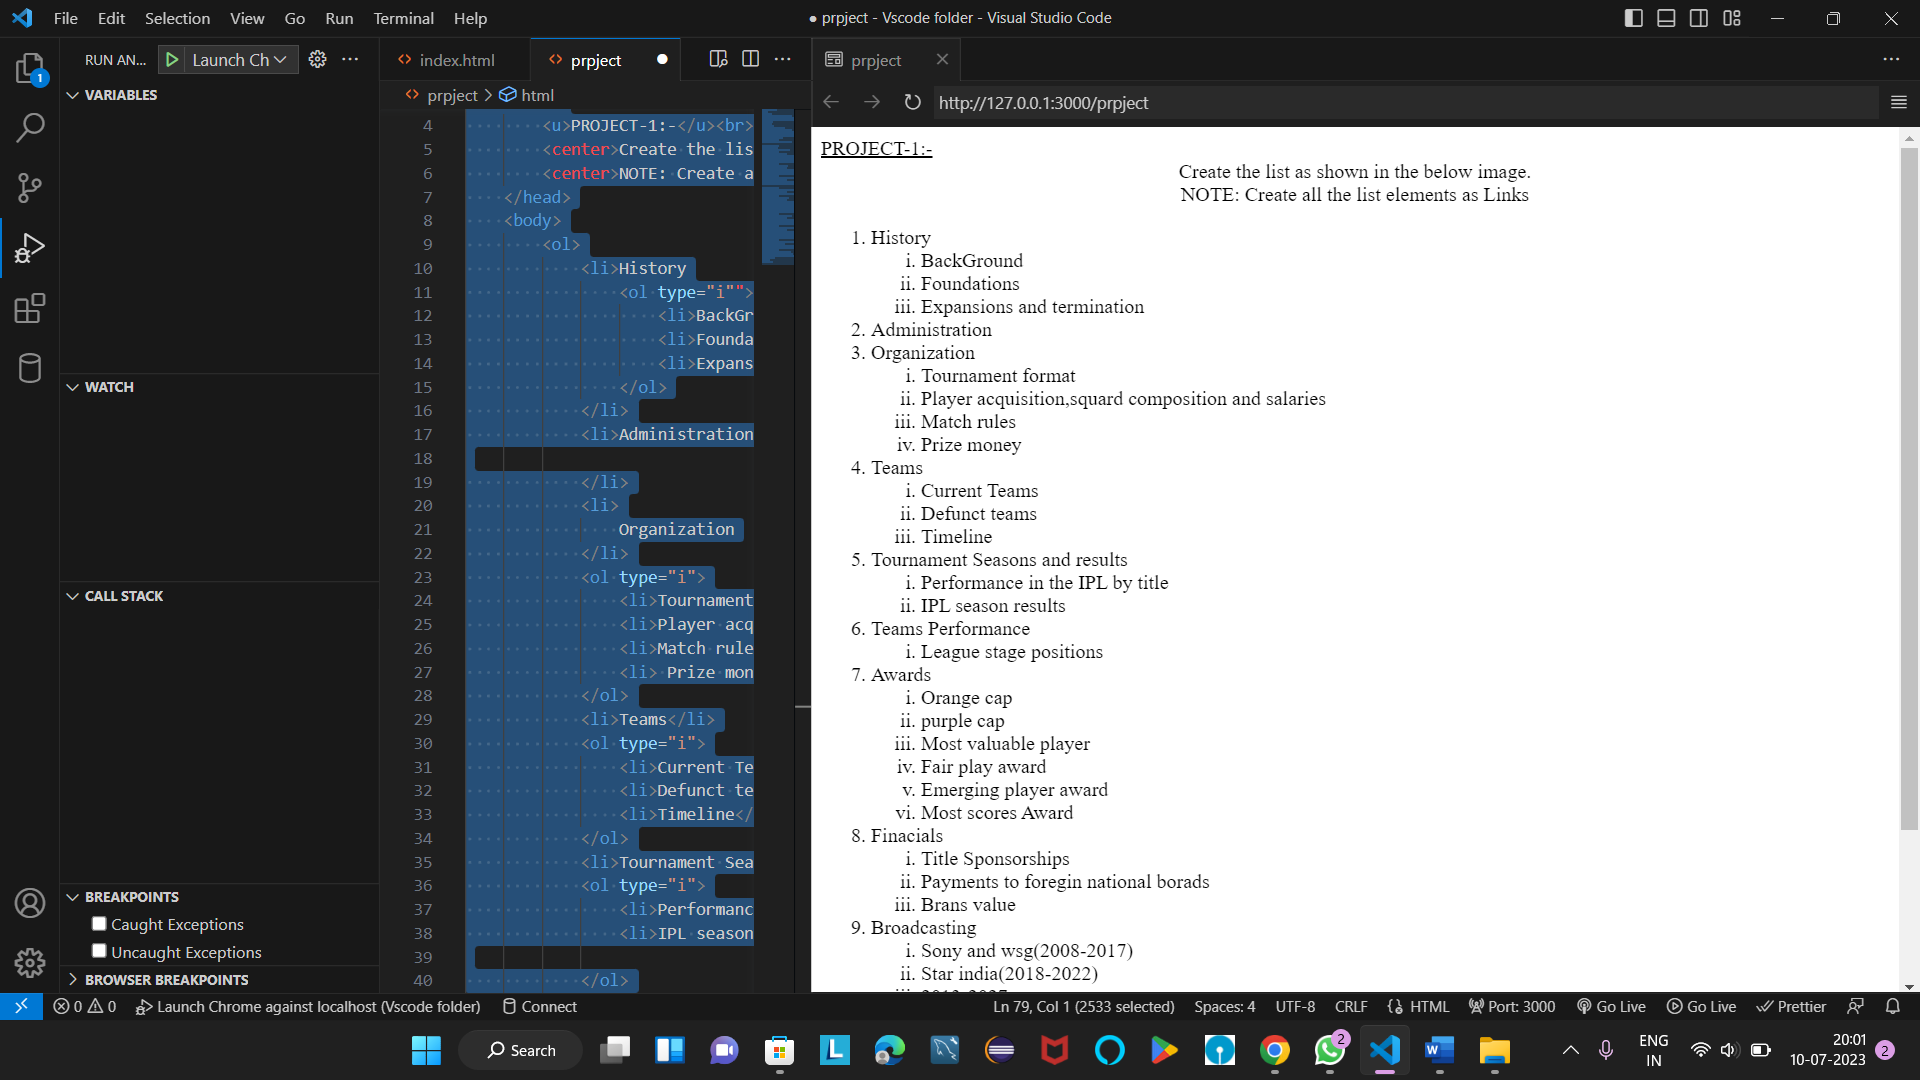 File Edit Selection View Go Run Terminal Help
● prpject - Vscode folder - Visual Studio Code
RUN AN... Launch Ch
index.html prpject
prpject
prpject > html
http://127.0.0.1:3000/prpject
1
VARIABLES
WATCH
CALL STACK
BREAKPOINTS
Caught Exceptions
Uncaught Exceptions
BROWSER BREAKPOINTS
4 <u>PROJECT-1:-</u><br>
5 <center>Create the lis
6 <center>NOTE: Create a
7 </head>
8 <body>
9 <ol>
10 <li>History
11 <ol type="i"">
12 <li>BackGr
13 <li>Founda
14 <li>Expans
15 </ol>
16 </li>
17 <li>Administration
18
19 </li>
20 <li>
21 Organization
22 </li>
23 <ol type="i">
24 <li>Tournament
25 <li>Player acq
26 <li>Match rule
27 <li> Prize mon
28 </ol>
29 <li>Teams</li>
30 <ol type="i">
31 <li>Current Te
32 <li>Defunct te
33 <li>Timeline</
34 </ol>
35 <li>Tournament Sea
36 <ol type="i">
37 <li>Performanc
38 <li>IPL season
39
40 </ol>
PROJECT-1:-
Create the list as shown in the below image.
NOTE: Create all the list elements as Links
1. History
i. BackGround
ii. Foundations
iii. Expansions and termination
2. Administration
3. Organization
i. Tournament format
ii. Player acquisition,squard composition and salaries
iii. Match rules
iv. Prize money
4. Teams
i. Current Teams
ii. Defunct teams
iii. Timeline
5. Tournament Seasons and results
i. Performance in the IPL by title
ii. IPL season results
6. Teams Performance
i. League stage positions
7. Awards
i. Orange cap
ii. purple cap
iii. Most valuable player
iv. Fair play award
v. Emerging player award
vi. Most scores Award
8. Finacials
i. Title Sponsorships
ii. Payments to foregin national borads
iii. Brans value
9. Broadcasting
i. Sony and wsg(2008-2017)
ii. Star india(2018-2022)
0 0 Launch Chrome against localhost (Vscode folder) Connect
Ln 79, Col 1 (2533 selected) Spaces: 4 UTF-8 CRLF HTML Port: 3000 Go Live Go Live Prettier
Search
2
ENG
IN
20:01
10-07-2023
2